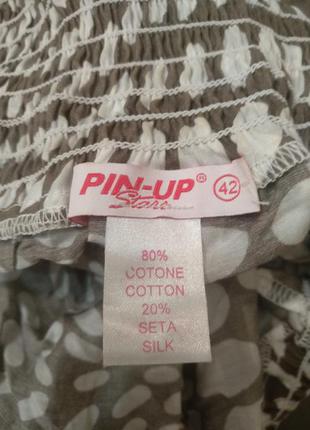 PIN-UP® 42
Stars
80%
COTONE
COTTON
20%
SETA
SILK